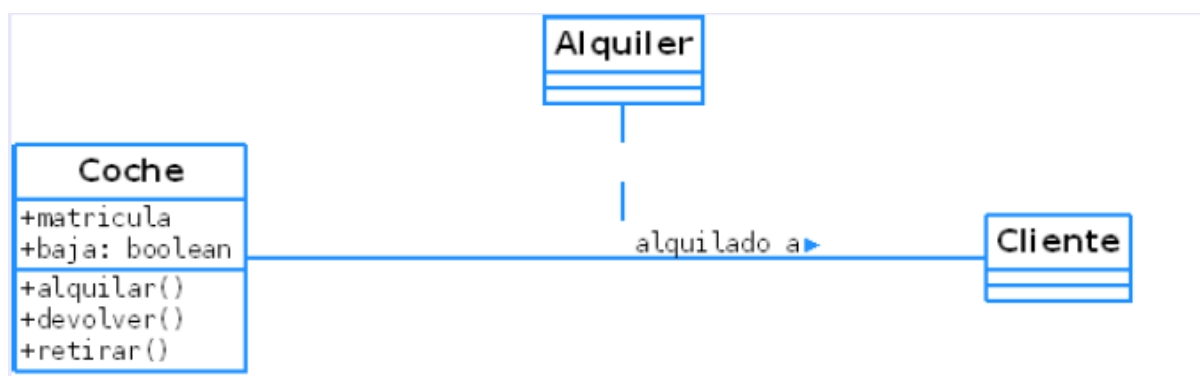 Alquiler
Coche
+matricula
+baja: boolean
+alquilar()
+devolver()
+retirar()
alquilado a
Cliente